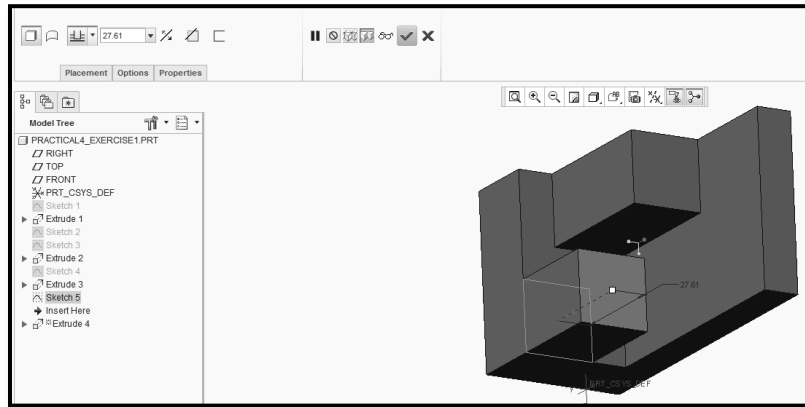 27.61
Placement Options Properties
Model Tree
PRACTICAL4_EXERCISE1.PRT
RIGHT
TOP
FRONT
PRT_CSYS_DEF
Sketch 1
Extrude 1
Sketch 2
Sketch 3
Extrude 2
Sketch 4
Extrude 3
Sketch 5
Insert Here
Extrude 4
27.61
PRT_CSYS_DEF